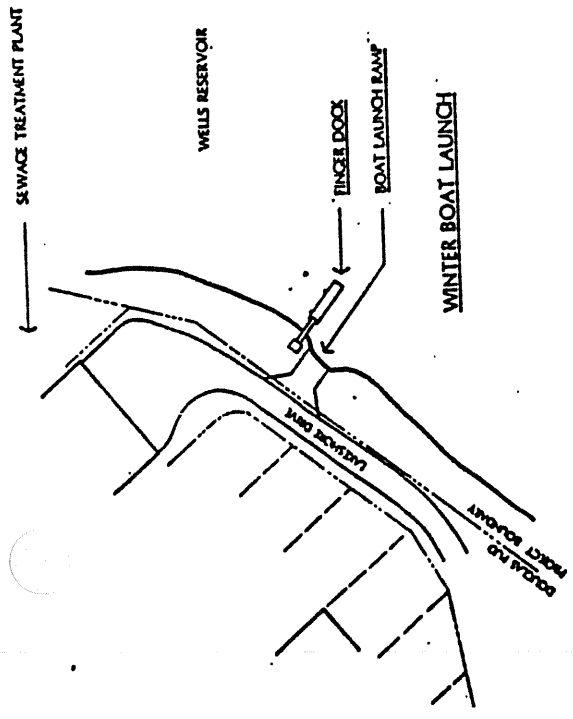 SEWAGE TREATMENT PLANT
WELLS RESERVOIR
FINGER DOCK
BOAT LAUNCH RAMP
WINTER BOAT LAUNCH
LAKESHORE DRIVE
DOUGLAS PUD
PROJECT BOUNDARY